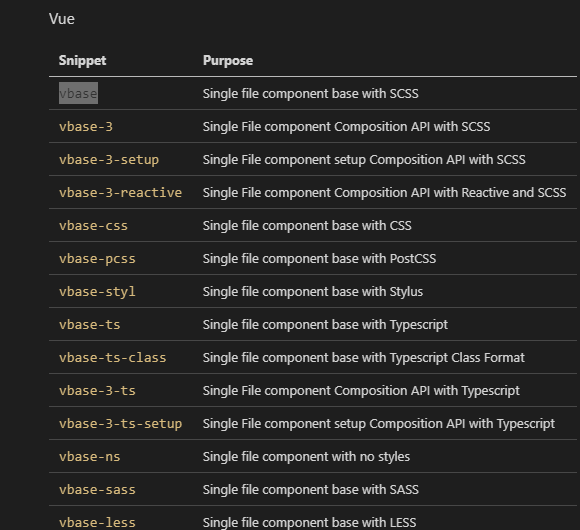 Vue
Snippet Purpose
vbase Single file component base with SCSS
vbase-3 Single File component Composition API with SCSS
vbase-3-setup Single File component setup Composition API with SCSS
vbase-3-reactive Single File component Composition API with Reactive and SCSS
vbase-css Single file component base with CSS
vbase-pcss Single file component base with PostCSS
vbase-styl Single file component base with Stylus
vbase-ts Single file component base with Typescript
vbase-ts-class Single file component base with Typescript Class Format
vbase-3-ts Single File component Composition API with Typescript
vbase-3-ts-setup Single File component setup Composition API with Typescript
vbase-ns Single file component with no styles
vbase-sass Single file component base with SASS
vbase-less Single file component base with LESS